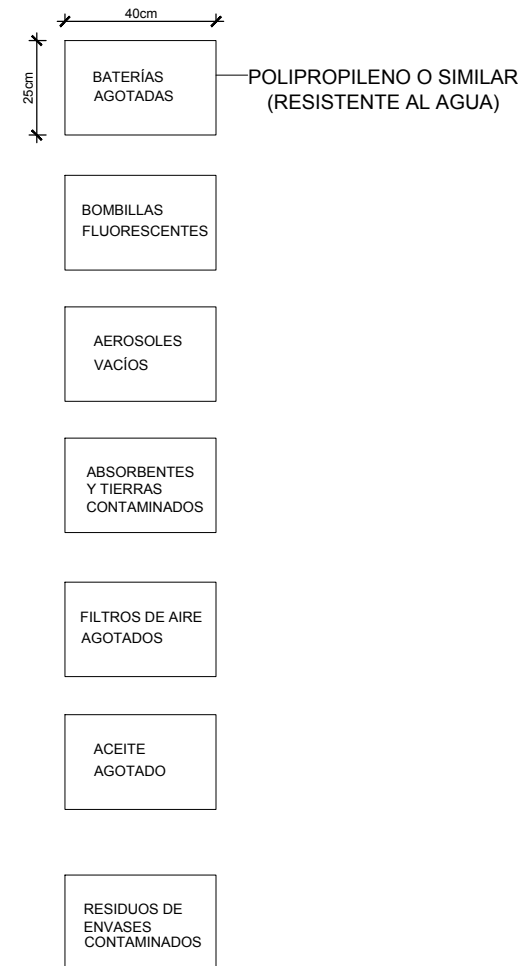 40cm
25cm
BATERÍAS
AGOTADAS
POLIPROPILENO O SIMILAR
(RESISTENTE AL AGUA)
BOMBILLAS
FLUORESCENTES
AEROSOLES
VACÍOS
ABSORBENTES
Y TIERRAS
CONTAMINADOS
FILTROS DE AIRE
AGOTADOS
ACEITE
AGOTADO
RESIDUOS DE
ENVASES
CONTAMINADOS